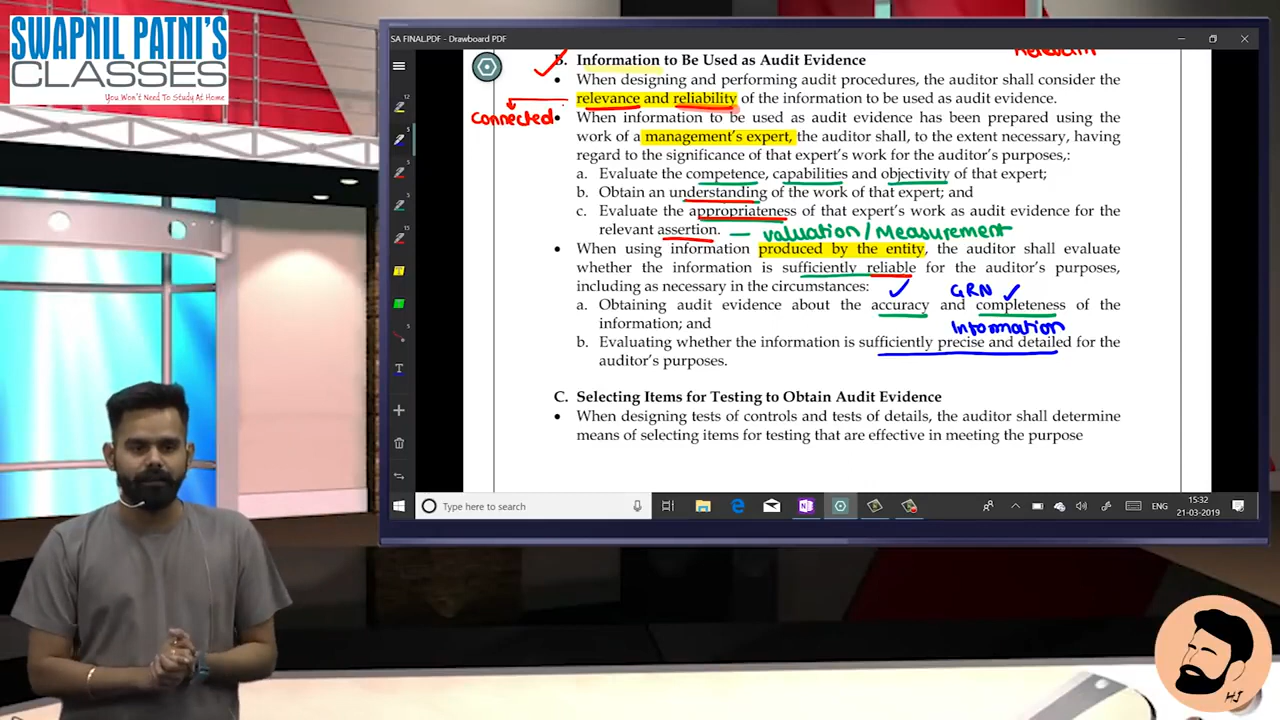 SWAPNIL PATNI'S
CLASSES
You Won't Need To Study At Home
SA FINAL.PDF - Drawboard PDF
B. Information to Be Used as Audit Evidence
• When designing and performing audit procedures, the auditor shall consider the
relevance and reliability of the information to be used as audit evidence.
Connected
• When information to be used as audit evidence has been prepared using the
work of a management's expert, the auditor shall, to the extent necessary, having
regard to the significance of that expert's work for the auditor's purposes,:
a. Evaluate the competence, capabilities and objectivity of that expert;
b. Obtain an understanding of the work of that expert; and
c. Evaluate the appropriateness of that expert's work as audit evidence for the
relevant assertion. — valuation/Measurement
• When using information produced by the entity, the auditor shall evaluate
whether the information is sufficiently reliable for the auditor's purposes,
including as necessary in the circumstances:
GRN
a. Obtaining audit evidence about the accuracy and completeness of the
information; and
Information
b. Evaluating whether the information is sufficiently precise and detailed for the
auditor's purposes.
C. Selecting Items for Testing to Obtain Audit Evidence
• When designing tests of controls and tests of details, the auditor shall determine
means of selecting items for testing that are effective in meeting the purpose
Type here to search
ENG
15:32
21-03-2019
HJ